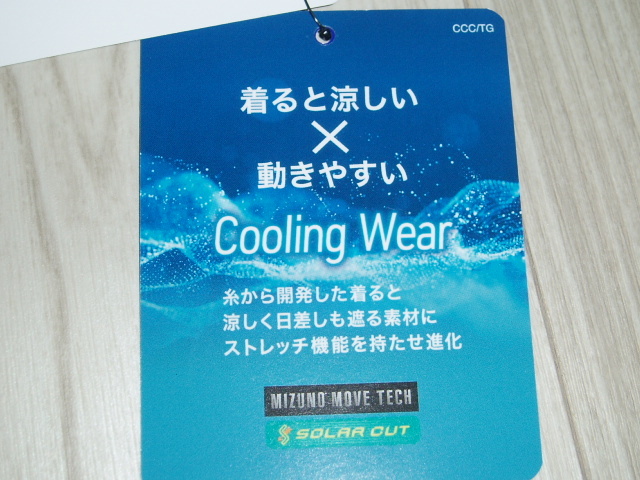 CCC/TG
着ると涼しい
×
動きやすい
Cooling Wear
糸から開発した着ると
涼しく日差しも遮る素材に
ストレッチ機能を持たせ進化
MIZUNO MOVE TECH
SOLAR CUT